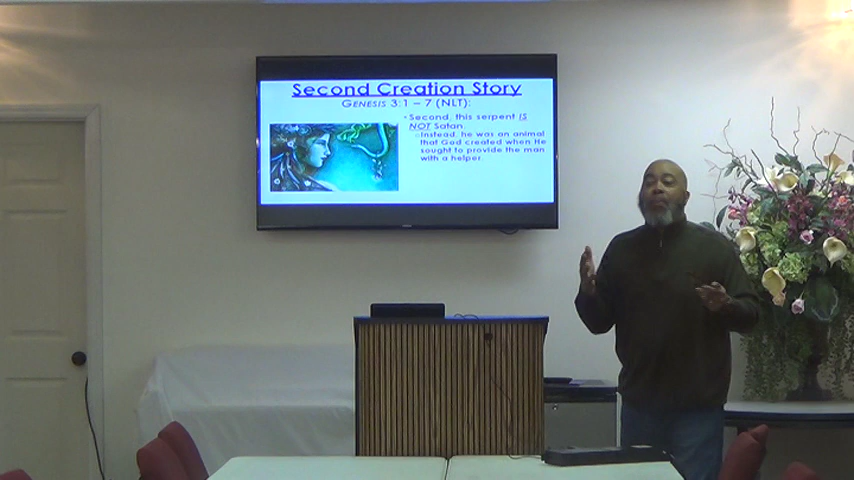 Second Creation Story
GENESIS 3:1 – 7 (NLT):
• Second, this serpent IS
NOT Satan.
○Instead, he was an animal
that God created when He
sought to provide the man
with a helper.